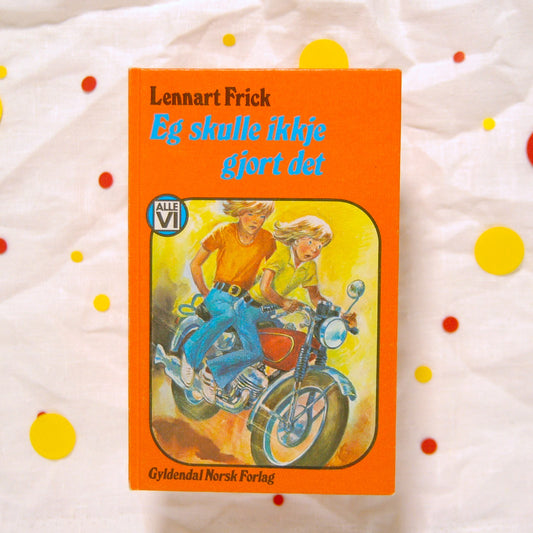 Lennart Frick
Eg skulle ikkje
gjort det
ALLE
VI
Gyldendal Norsk Forlag